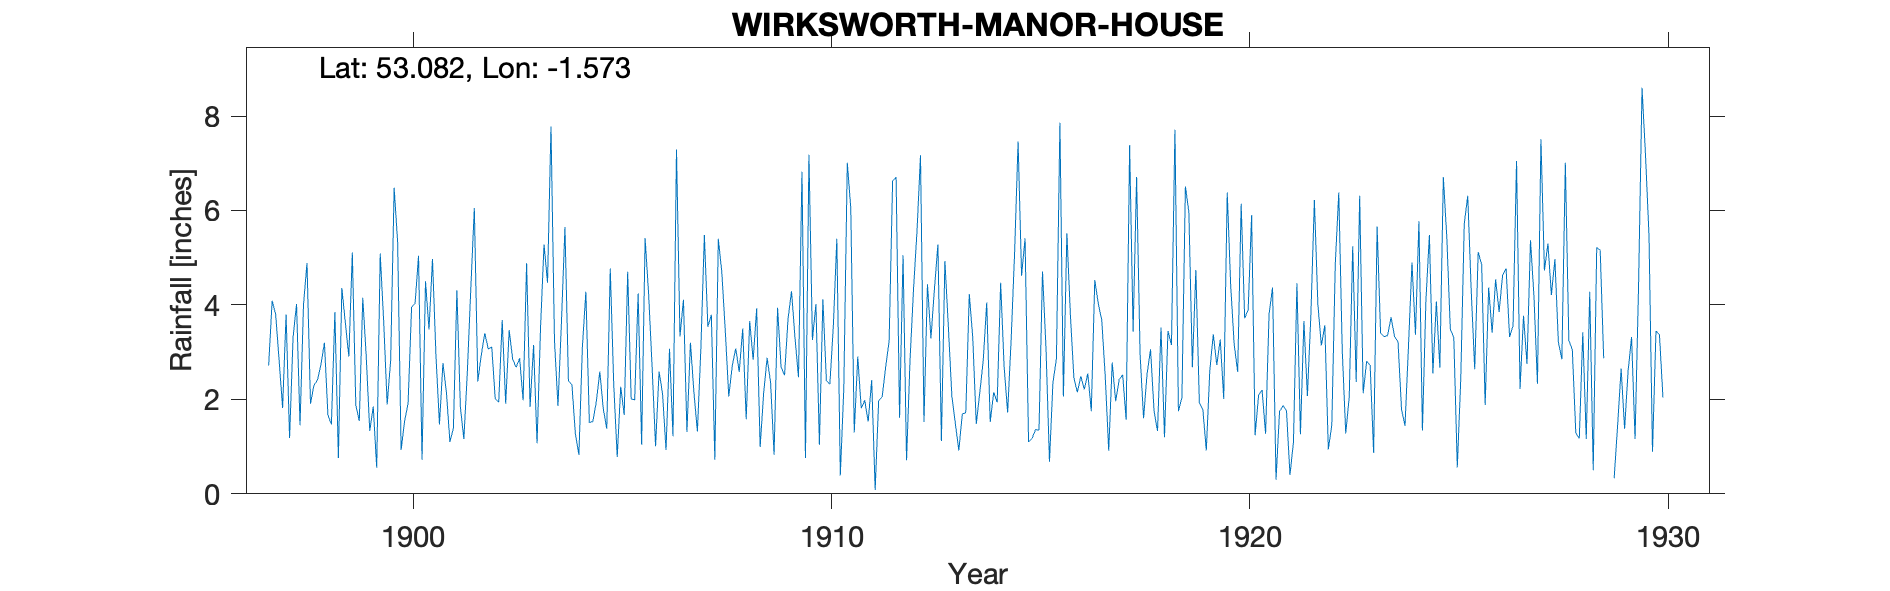 WIRKSWORTH-MANOR-HOUSE
Lat: 53.082, Lon: -1.573
8
6
4
2
0
Rainfall [inches]
1900 1910 1920 1930
Year